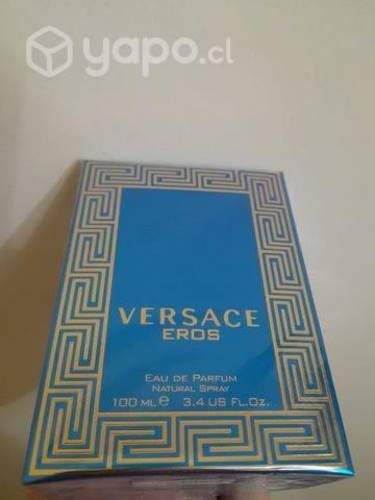 yapo.cl
VERSACE
EROS
EAU DE PARFUM
NATURAL SPRAY
100 ML e 3.4 US FL.OZ.